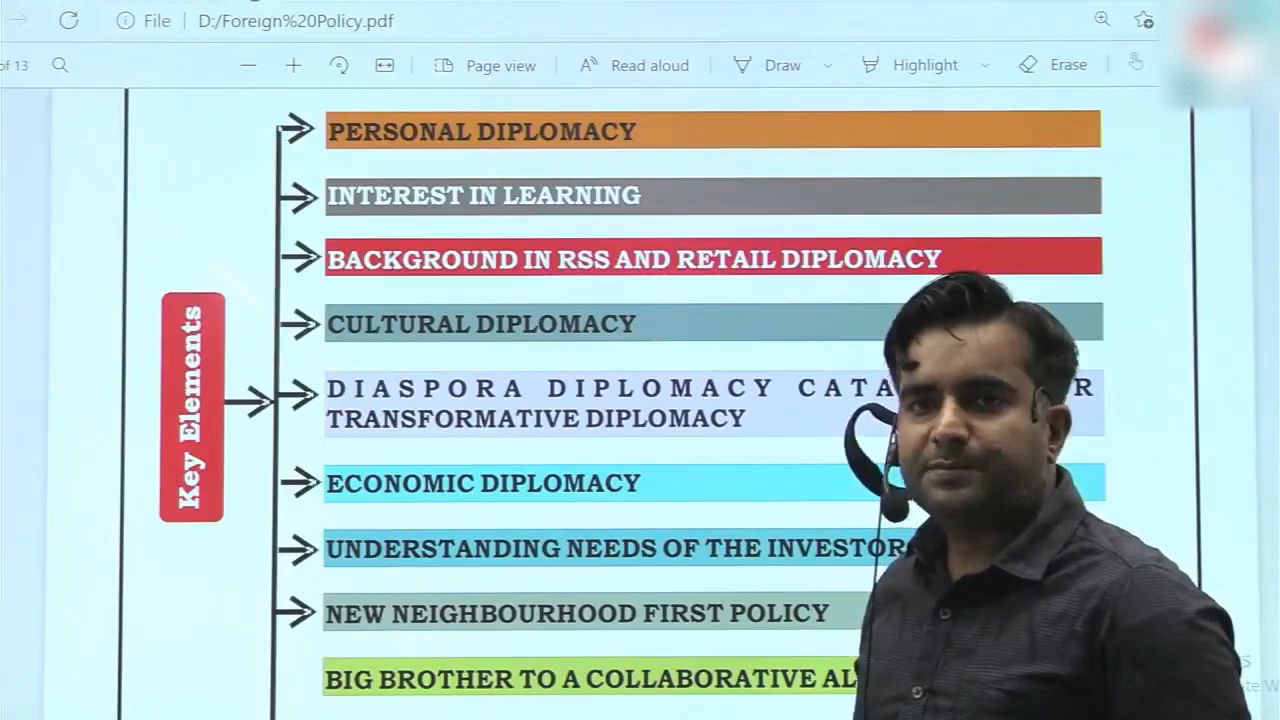 File
D:/Foreign%20Policy.pdf
of 13
Page view
Read aloud
Draw
Highlight
Erase
PERSONAL DIPLOMACY
INTEREST IN LEARNING
BACKGROUND IN RSS AND RETAIL DIPLOMACY
CULTURAL DIPLOMACY
Key Elements
DIASPORA DIPLOMACY
TRANSFORMATIVE DIPLOMACY
ECONOMIC DIPLOMACY
UNDERSTANDING NEEDS OF THE INVESTOR
NEW NEIGHBOURHOOD FIRST POLICY
BIG BROTHER TO A COLLABORATIVE